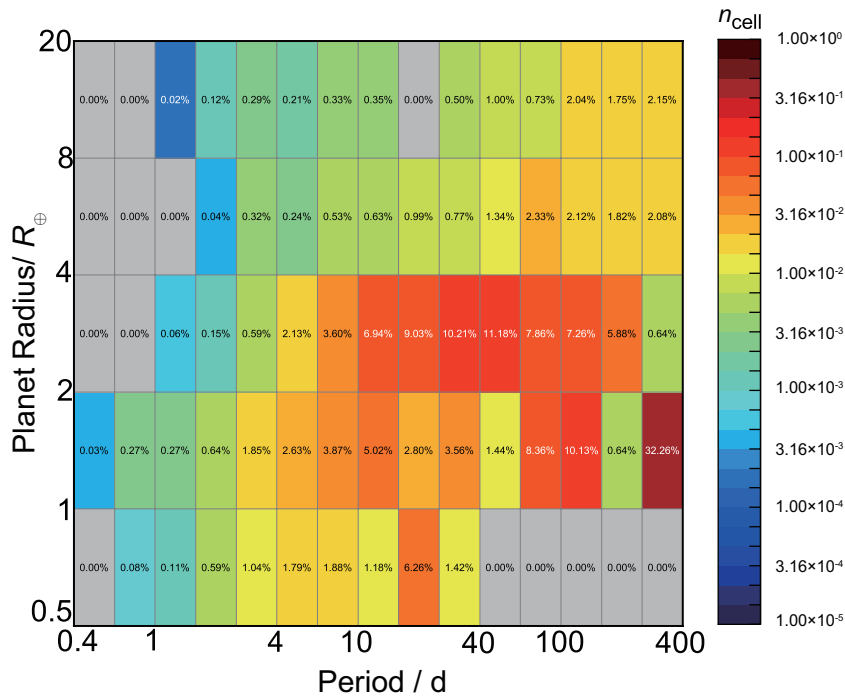 n_cell
20
0.00% 0.00% 0.02% 0.12% 0.29% 0.21% 0.33% 0.35% 0.00% 0.50% 1.00% 0.73% 2.04% 1.75% 2.15%
8
0.00% 0.00% 0.00% 0.04% 0.32% 0.24% 0.53% 0.63% 0.99% 0.77% 1.34% 2.33% 2.12% 1.82% 2.08%
4
0.00% 0.00% 0.06% 0.15% 0.59% 2.13% 3.60% 6.94% 9.03% 10.21% 11.18% 7.86% 7.26% 5.88% 0.64%
2
0.03% 0.27% 0.27% 0.64% 1.85% 2.63% 3.87% 5.02% 2.80% 3.56% 1.44% 8.36% 10.13% 0.64% 32.26%
1
0.00% 0.08% 0.11% 0.59% 1.04% 1.79% 1.88% 1.18% 6.26% 1.42% 0.00% 0.00% 0.00% 0.00% 0.00%
0.5
Planet Radius/ R⊕
0.4 1 4 10 40 100 400
Period / d
1.00×10⁰
3.16×10⁻¹
1.00×10⁻¹
3.16×10⁻²
1.00×10⁻²
3.16×10⁻³
1.00×10⁻³
3.16×10⁻³
1.00×10⁻⁴
3.16×10⁻⁴
1.00×10⁻⁵